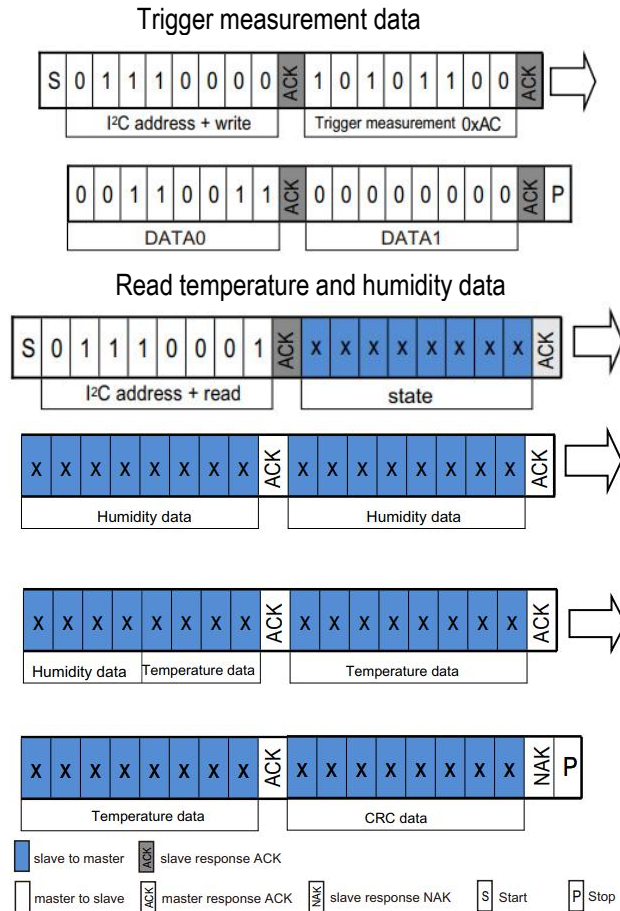 Trigger measurement data
S 0 1 1 1 0 0 0 0 ACK 1 0 1 0 1 1 0 0 ACK
I²C address + write Trigger measurement 0xAC
0 0 1 1 0 0 1 1 ACK 0 0 0 0 0 0 0 0 ACK P
DATA0 DATA1
Read temperature and humidity data
S 0 1 1 1 0 0 0 1 ACK X X X X X X X X ACK
I²C address + read state
X X X X X X X X ACK X X X X X X X X ACK
Humidity data Humidity data
X X X X X X X X ACK X X X X X X X X ACK
Humidity data Temperature data Temperature data
X X X X X X X X ACK X X X X X X X X NAK P
Temperature data CRC data
slave to master ACK slave response ACK
master to slave ACK master response ACK NAK slave response NAK S Start P Stop